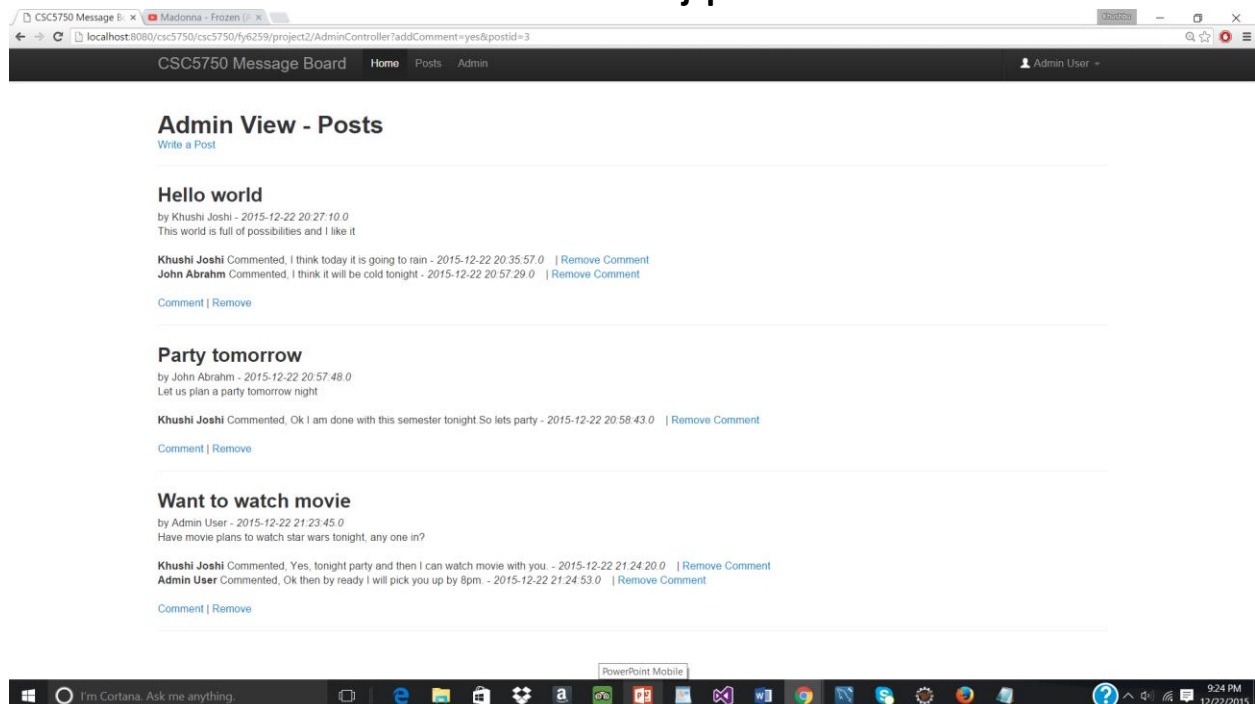 CSC5750 Message B
Madonna - Frozen
Khushbu
localhost:8080/csc5750/csc5750/fy6259/project2/AdminController?addComment=yes&postid=3
CSC5750 Message Board Home Posts Admin Admin User
Admin View - Posts
Write a Post
Hello world
by Khushi Joshi - 2015-12-22 20:27:10.0
This world is full of possibilities and I like it
Khushi Joshi Commented, I think today it is going to rain - 2015-12-22 20:35:57.0 | Remove Comment
John Abrahm Commented, I think it will be cold tonight - 2015-12-22 20:57:29.0 | Remove Comment
Comment | Remove
Party tomorrow
by John Abrahm - 2015-12-22 20:57:48.0
Let us plan a party tomorrow night
Khushi Joshi Commented, Ok I am done with this semester tonight.So lets party - 2015-12-22 20:58:43.0 | Remove Comment
Comment | Remove
Want to watch movie
by Admin User - 2015-12-22 21:23:45.0
Have movie plans to watch star wars tonight, any one in?
Khushi Joshi Commented, Yes, tonight party and then I can watch movie with you. - 2015-12-22 21:24:20.0 | Remove Comment
Admin User Commented, Ok then by ready I will pick you up by 8pm. - 2015-12-22 21:24:53.0 | Remove Comment
Comment | Remove
PowerPoint Mobile
I'm Cortana. Ask me anything.
9:24 PM
12/22/2015